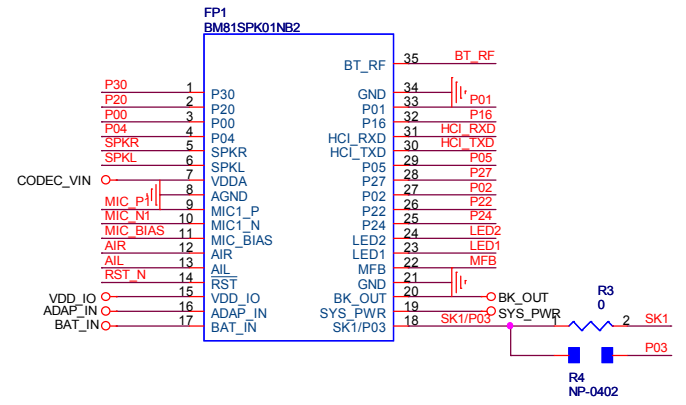 FP1
BM81SPK01NB2
BT_RF 35 BT_RF
P30 1 P30 GND 34
P20 2 P20 P01 33 P01
P00 3 P00 P16 32 P16
P04 4 P04 HCI_RXD 31 HCI_RXD
SPKR 5 SPKR HCI_TXD 30 HCI_TXD
SPKL 6 SPKL P05 29 P05
CODEC_VIN 7 VDDA P27 28 P27
8 AGND P02 27 P02
MIC_P1 9 MIC1_P P22 26 P22
MIC_N1 10 MIC1_N P24 25 P24
MIC_BIAS 11 MIC_BIAS LED2 24 LED2
AIR 12 AIR LED1 23 LED1
AIL 13 AIL MFB 22 MFB
RST_N 14 RST GND 21
VDD_IO 15 VDD_IO BK_OUT 20 BK_OUT
ADAP_IN 16 ADAP_IN SYS_PWR 19 SYS_PWR
BAT_IN 17 BAT_IN SK1/P03 18 SK1/P03
R3
0
1 2 SK1
P03
R4
NP-0402